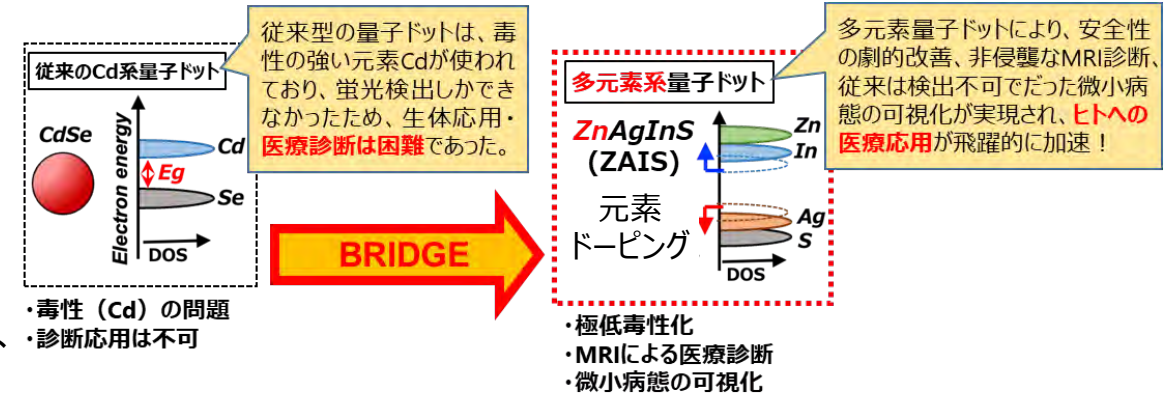 従来のCd系量子ドット
CdSe
Electron energy
Eg
Cd
Se
DOS
従来型の量子ドットは、毒
性の強い元素Cdが使われ
ており、蛍光検出しかでき
なかったため、生体応用・
医療診断は困難であった。
・毒性（Cd）の問題
、・診断応用は不可
BRIDGE
多元素系量子ドット
ZnAgInS
(ZAIS)
元素
ドーピング
Zn
In
Ag
S
DOS
多元素量子ドットにより、安全性
の劇的改善、非侵襲なMRI診断、
従来は検出不可でだった微小病
態の可視化が実現され、ヒトへの
医療応用が飛躍的に加速！
・極低毒性化
・MRIによる医療診断
・微小病態の可視化